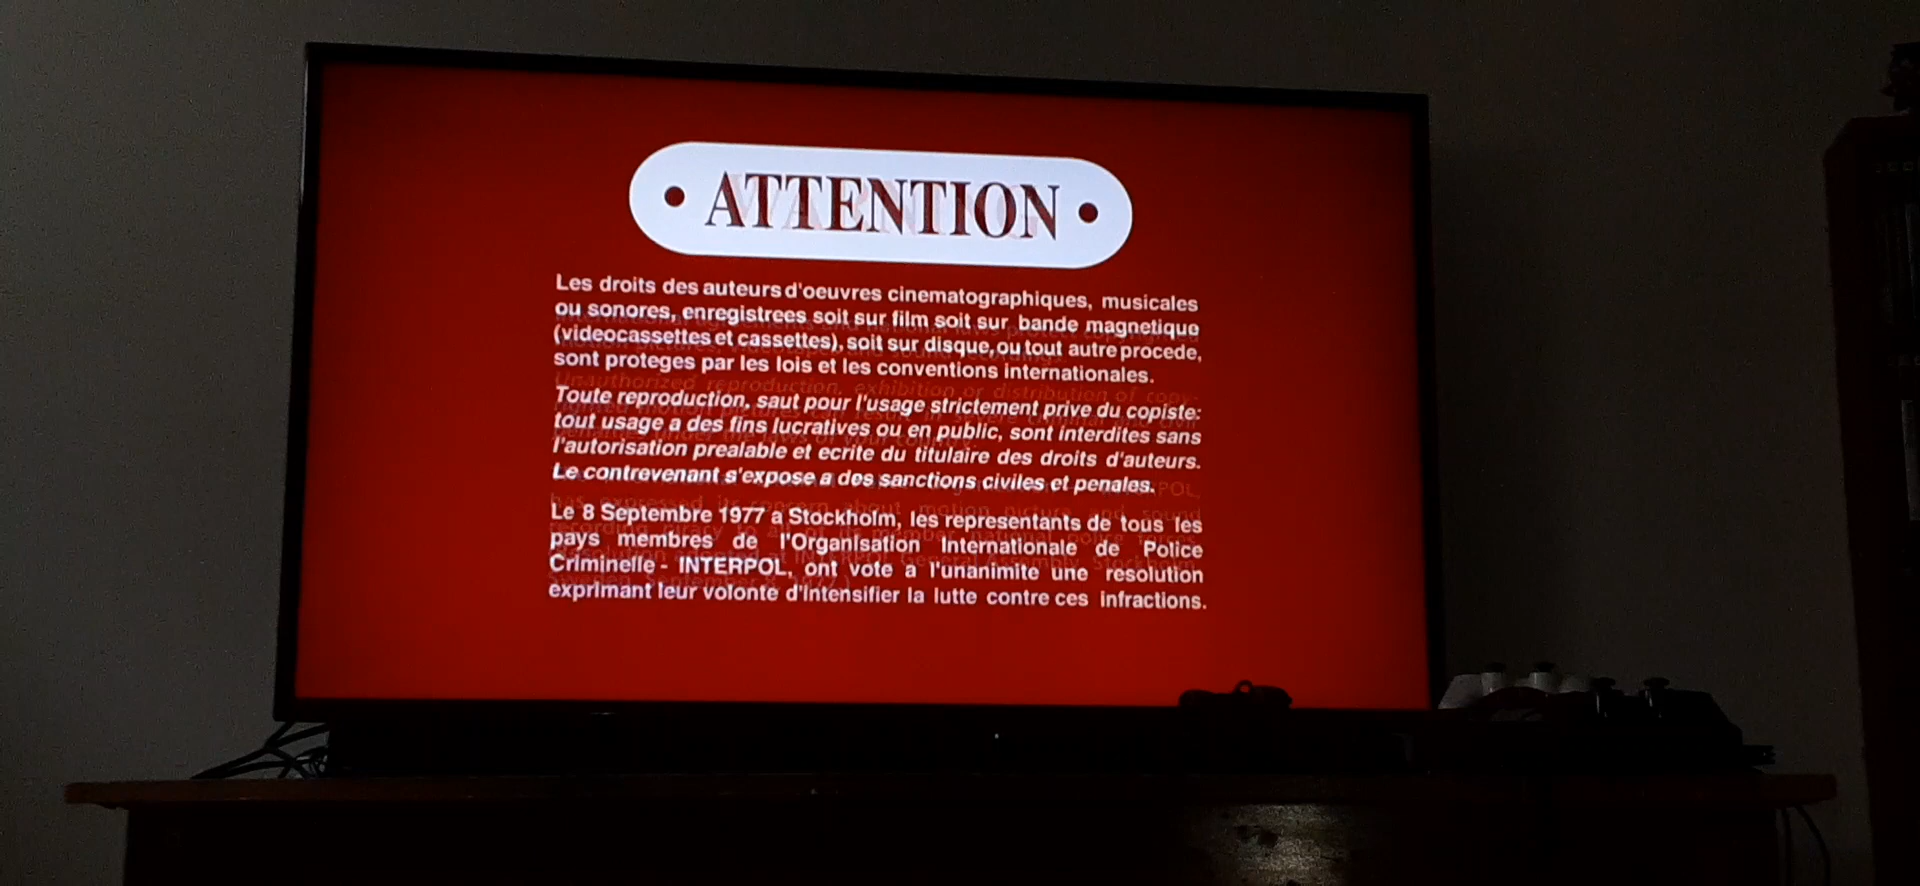 • ATTENTION •
Les droits des auteurs d'oeuvres cinematographiques, musicales
ou sonores, enregistrees soit sur film soit sur bande magnetique
(videocassettes et cassettes), soit sur disque, ou tout autre procede,
sont proteges par les lois et les conventions internationales.
Toute reproduction, saut pour l'usage strictement prive du copiste:
tout usage a des fins lucratives ou en public, sont interdites sans
l'autorisation prealable et ecrite du titulaire des droits d'auteurs.
Le contrevenant s'expose a des sanctions civiles et penales.
Le 8 Septembre 1977 a Stockholm, les representants de tous les
pays membres de l'Organisation Internationale de Police
Criminelle - INTERPOL, ont vote a l'unanimite une resolution
exprimant leur volonte d'intensifier la lutte contre ces infractions.